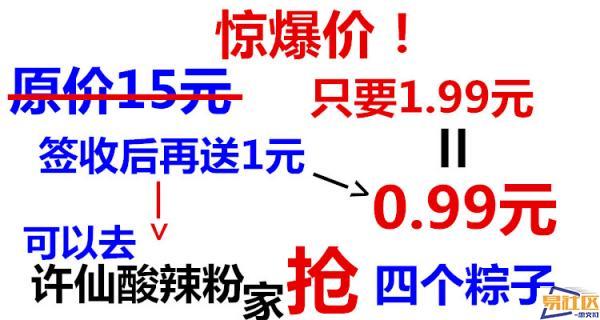 惊爆价！
原价15元
只要1.99元
签收后再送1元
=
0.99元
可以去
许仙酸辣粉家抢四个粽子
易社区